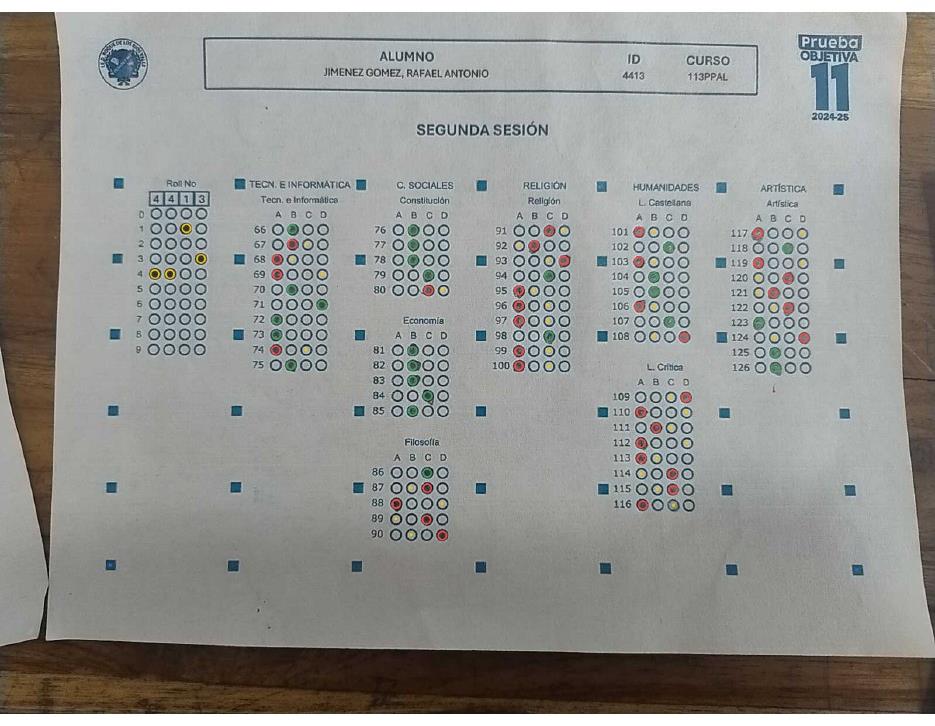 ALUMNO
JIMENEZ GOMEZ, RAFAEL ANTONIO
ID
4413
CURSO
113PPAL
Prueba
OBJETIVA
11
2024-25
SEGUNDA SESIÓN
Roll No
4 4 1 3
0
1
2
3
4
5
6
7
8
9
TECN. E INFORMÁTICA
Tecn. e Informática
A B C D
66
67
68
69
70
71
72
73
74
75
C. SOCIALES
Constitución
A B C D
76
77
78
79
80
Economía
A B C D
81
82
83
84
85
Filosofía
A B C D
86
87
88
89
90
RELIGIÓN
Religión
A B C D
91
92
93
94
95
96
97
98
99
100
HUMANIDADES
L. Castellana
A B C D
101
102
103
104
105
106
107
108
L. Crítica
A B C D
109
110
111
112
113
114
115
116
ARTÍSTICA
Artística
A B C D
117
118
119
120
121
122
123
124
125
126